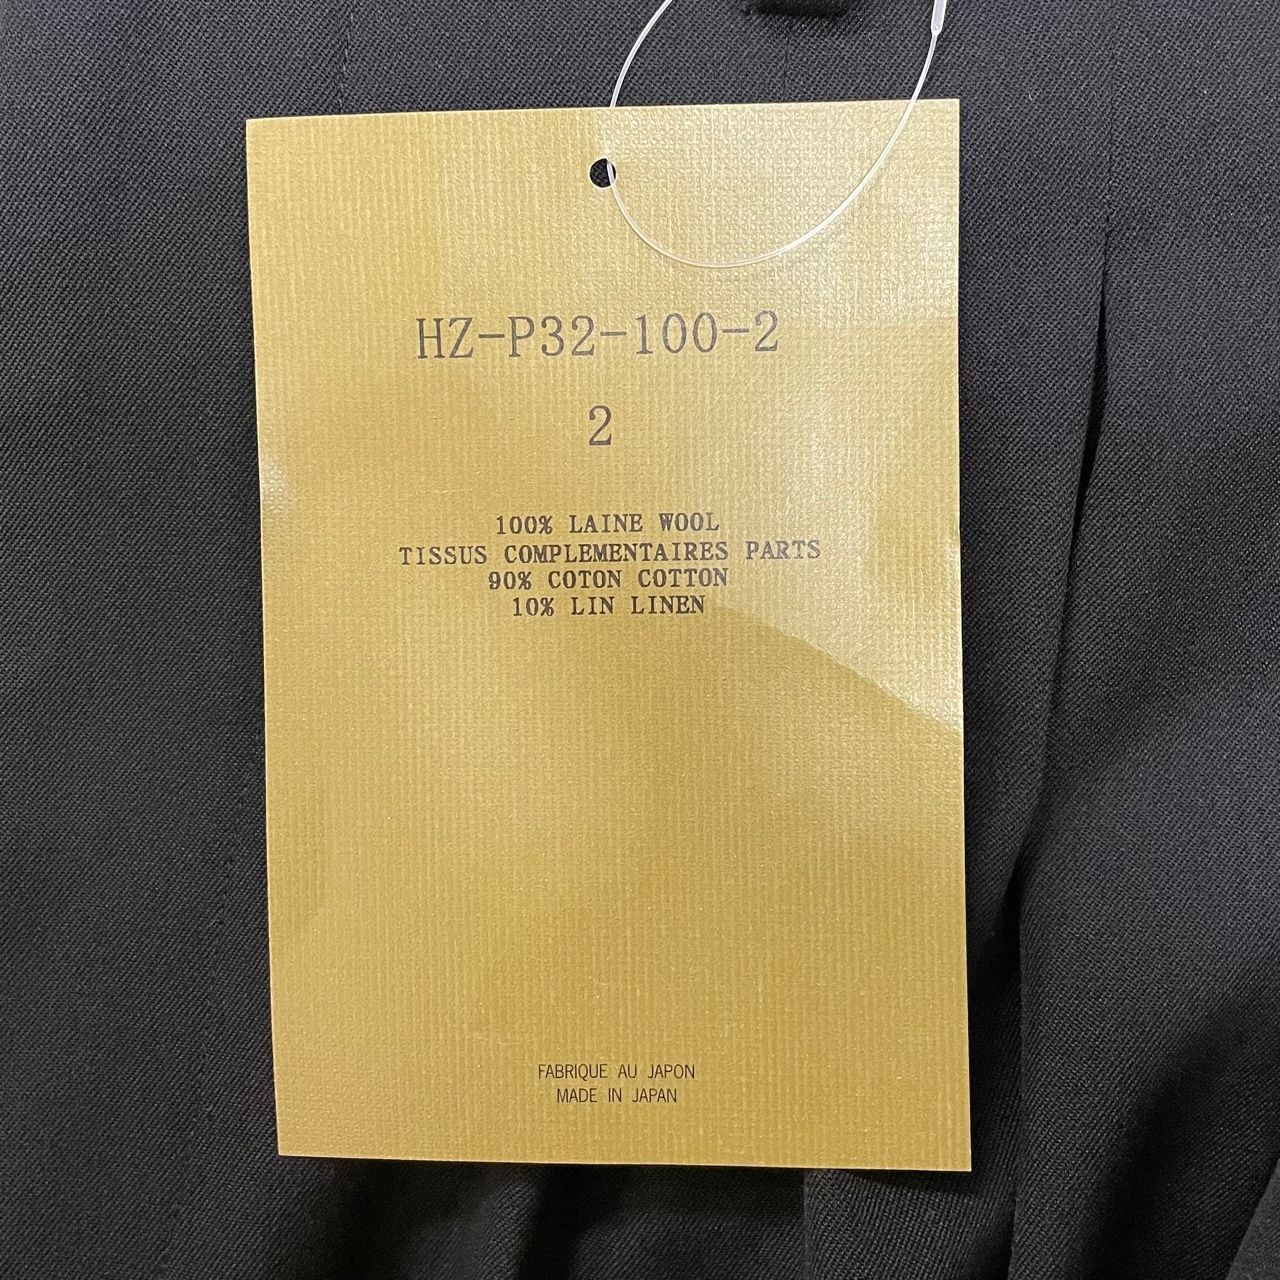 HZ-P32-100-2
2
100% LAINE WOOL
TISSUS COMPLEMENTAIRES PARTS
90% COTON COTTON
10% LIN LINEN
FABRIQUE AU JAPON
MADE IN JAPAN